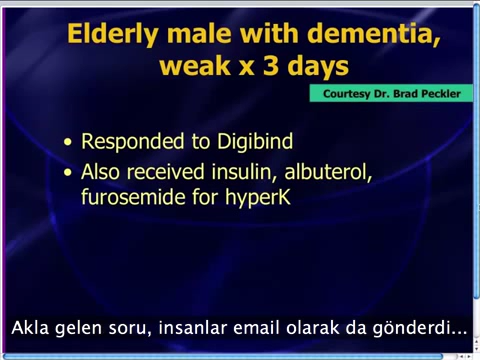 Elderly male with dementia,
weak x 3 days
Courtesy Dr. Brad Peckler
• Responded to Digibind
• Also received insulin, albuterol,
furosemide for hyperK
Akla gelen soru, insanlar email olarak da gönderdi...